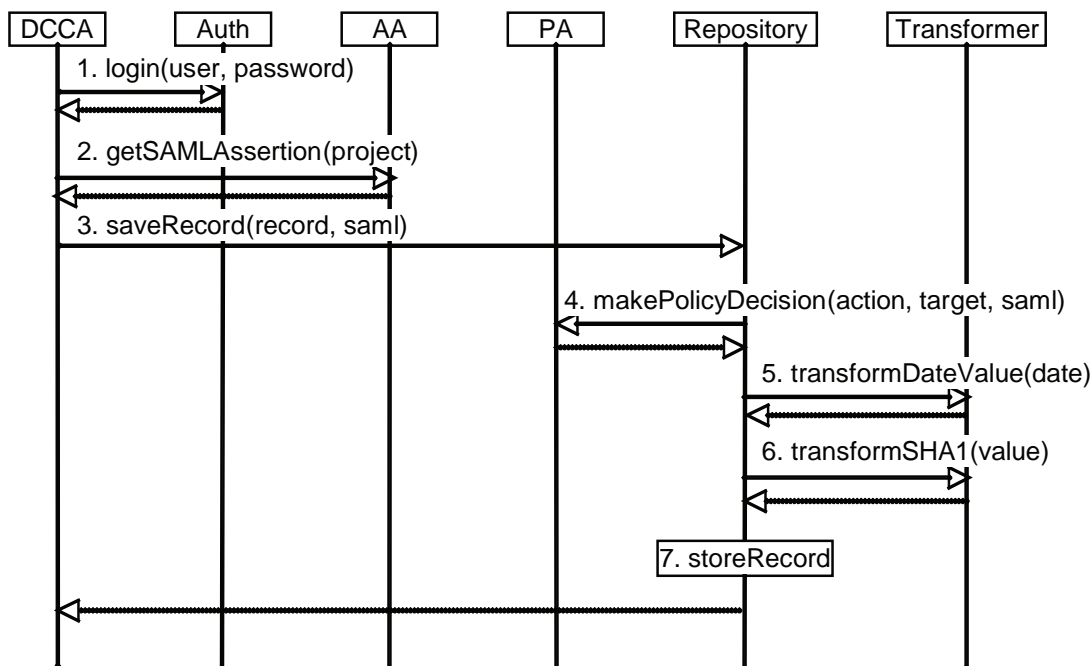 DCCA Auth AA PA Repository Transformer
1. login(user, password)
2. getSAMLAssertion(project)
3. saveRecord(record, saml)
4. makePolicyDecision(action, target, saml)
5. transformDateValue(date)
6. transformSHA1(value)
7. storeRecord